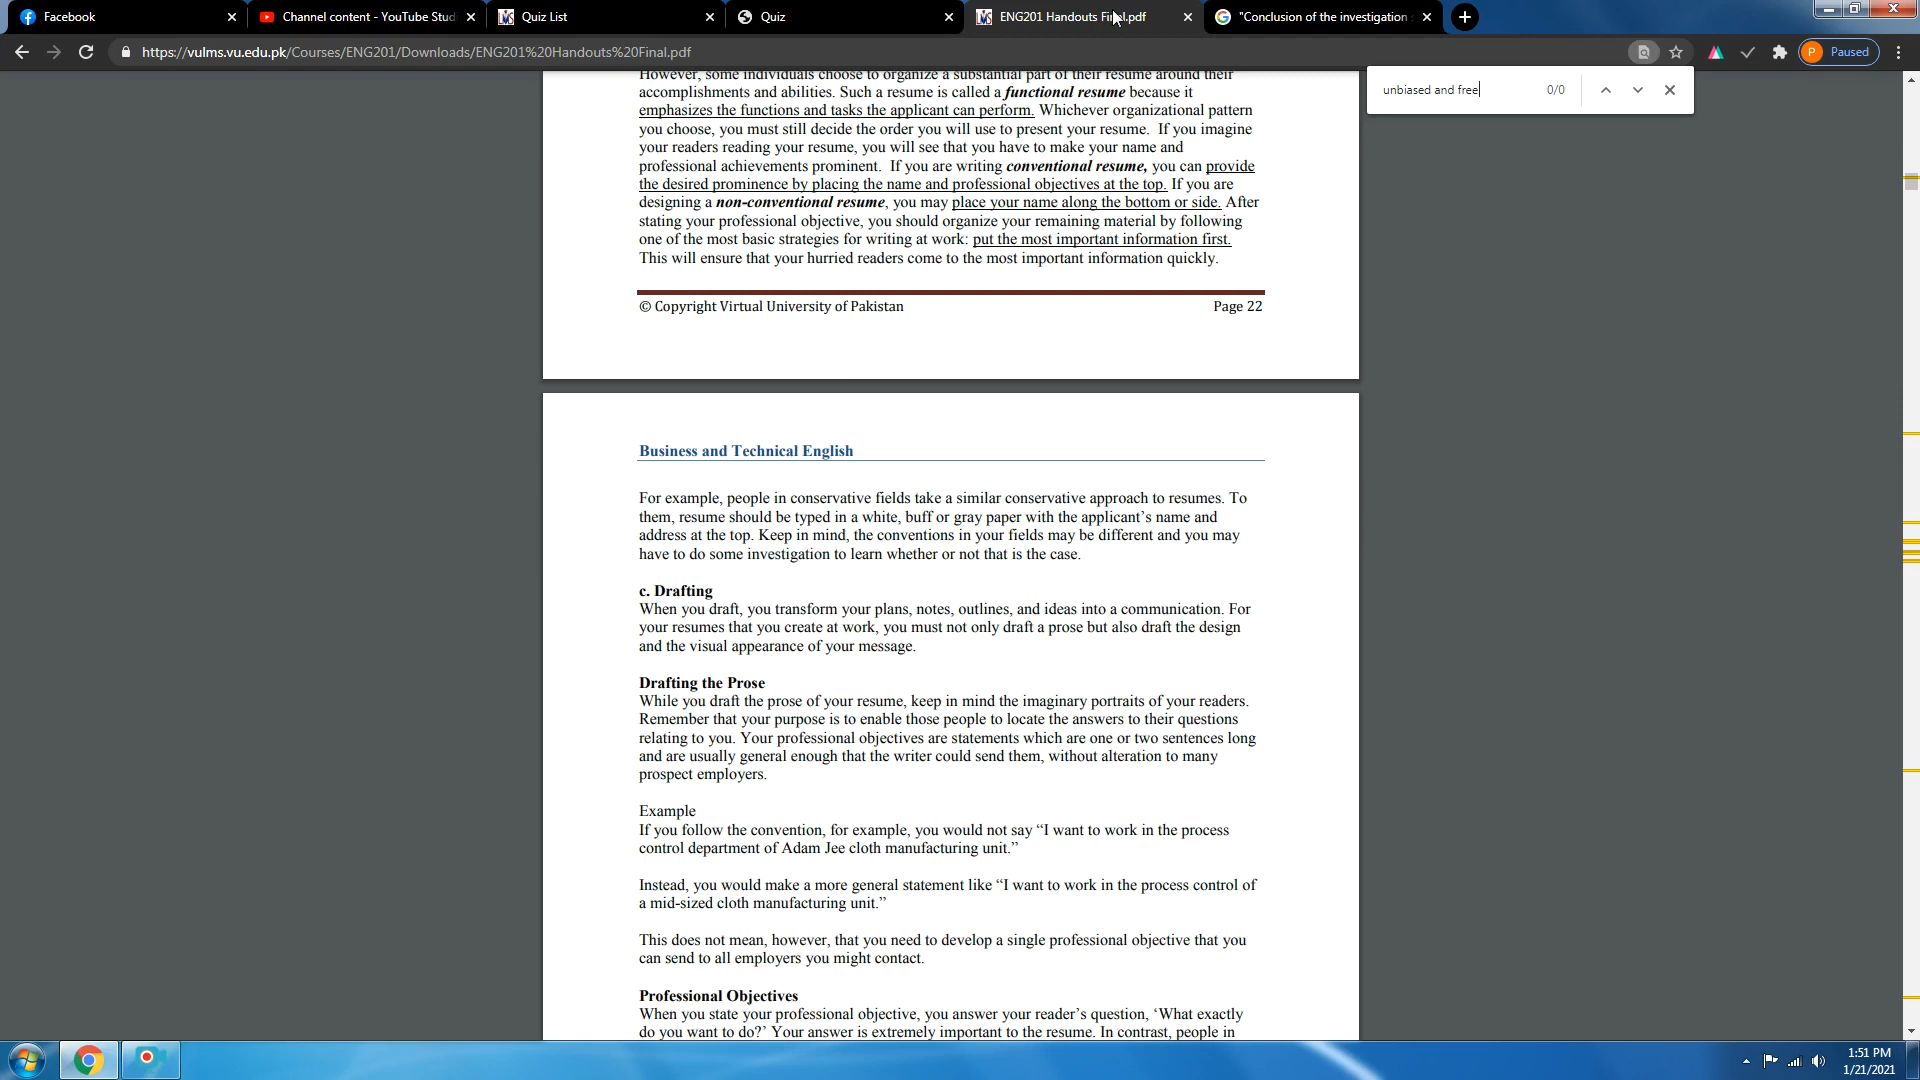 Facebook
Channel content - YouTube Stud
Quiz List
Quiz
ENG201 Handouts Final.pdf
"Conclusion of the investigation
https://vulms.vu.edu.pk/Courses/ENG201/Downloads/ENG201%20Handouts%20Final.pdf
P Paused
unbiased and free
0/0
However, some individuals choose to organize a substantial part of their resume around their
accomplishments and abilities. Such a resume is called a functional resume because it
emphasizes the functions and tasks the applicant can perform. Whichever organizational pattern
you choose, you must still decide the order you will use to present your resume. If you imagine
your readers reading your resume, you will see that you have to make your name and
professional achievements prominent. If you are writing conventional resume, you can provide
the desired prominence by placing the name and professional objectives at the top. If you are
designing a non-conventional resume, you may place your name along the bottom or side. After
stating your professional objective, you should organize your remaining material by following
one of the most basic strategies for writing at work: put the most important information first.
This will ensure that your hurried readers come to the most important information quickly.
© Copyright Virtual University of Pakistan
Page 22
Business and Technical English
For example, people in conservative fields take a similar conservative approach to resumes. To
them, resume should be typed in a white, buff or gray paper with the applicant’s name and
address at the top. Keep in mind, the conventions in your fields may be different and you may
have to do some investigation to learn whether or not that is the case.
c. Drafting
When you draft, you transform your plans, notes, outlines, and ideas into a communication. For
your resumes that you create at work, you must not only draft a prose but also draft the design
and the visual appearance of your message.
Drafting the Prose
While you draft the prose of your resume, keep in mind the imaginary portraits of your readers.
Remember that your purpose is to enable those people to locate the answers to their questions
relating to you. Your professional objectives are statements which are one or two sentences long
and are usually general enough that the writer could send them, without alteration to many
prospect employers.
Example
If you follow the convention, for example, you would not say “I want to work in the process
control department of Adam Jee cloth manufacturing unit.”
Instead, you would make a more general statement like “I want to work in the process control of
a mid-sized cloth manufacturing unit.”
This does not mean, however, that you need to develop a single professional objective that you
can send to all employers you might contact.
Professional Objectives
When you state your professional objective, you answer your reader’s question, ‘What exactly
do you want to do?’ Your answer is extremely important to the resume. In contrast, people in
1:51 PM
1/21/2021